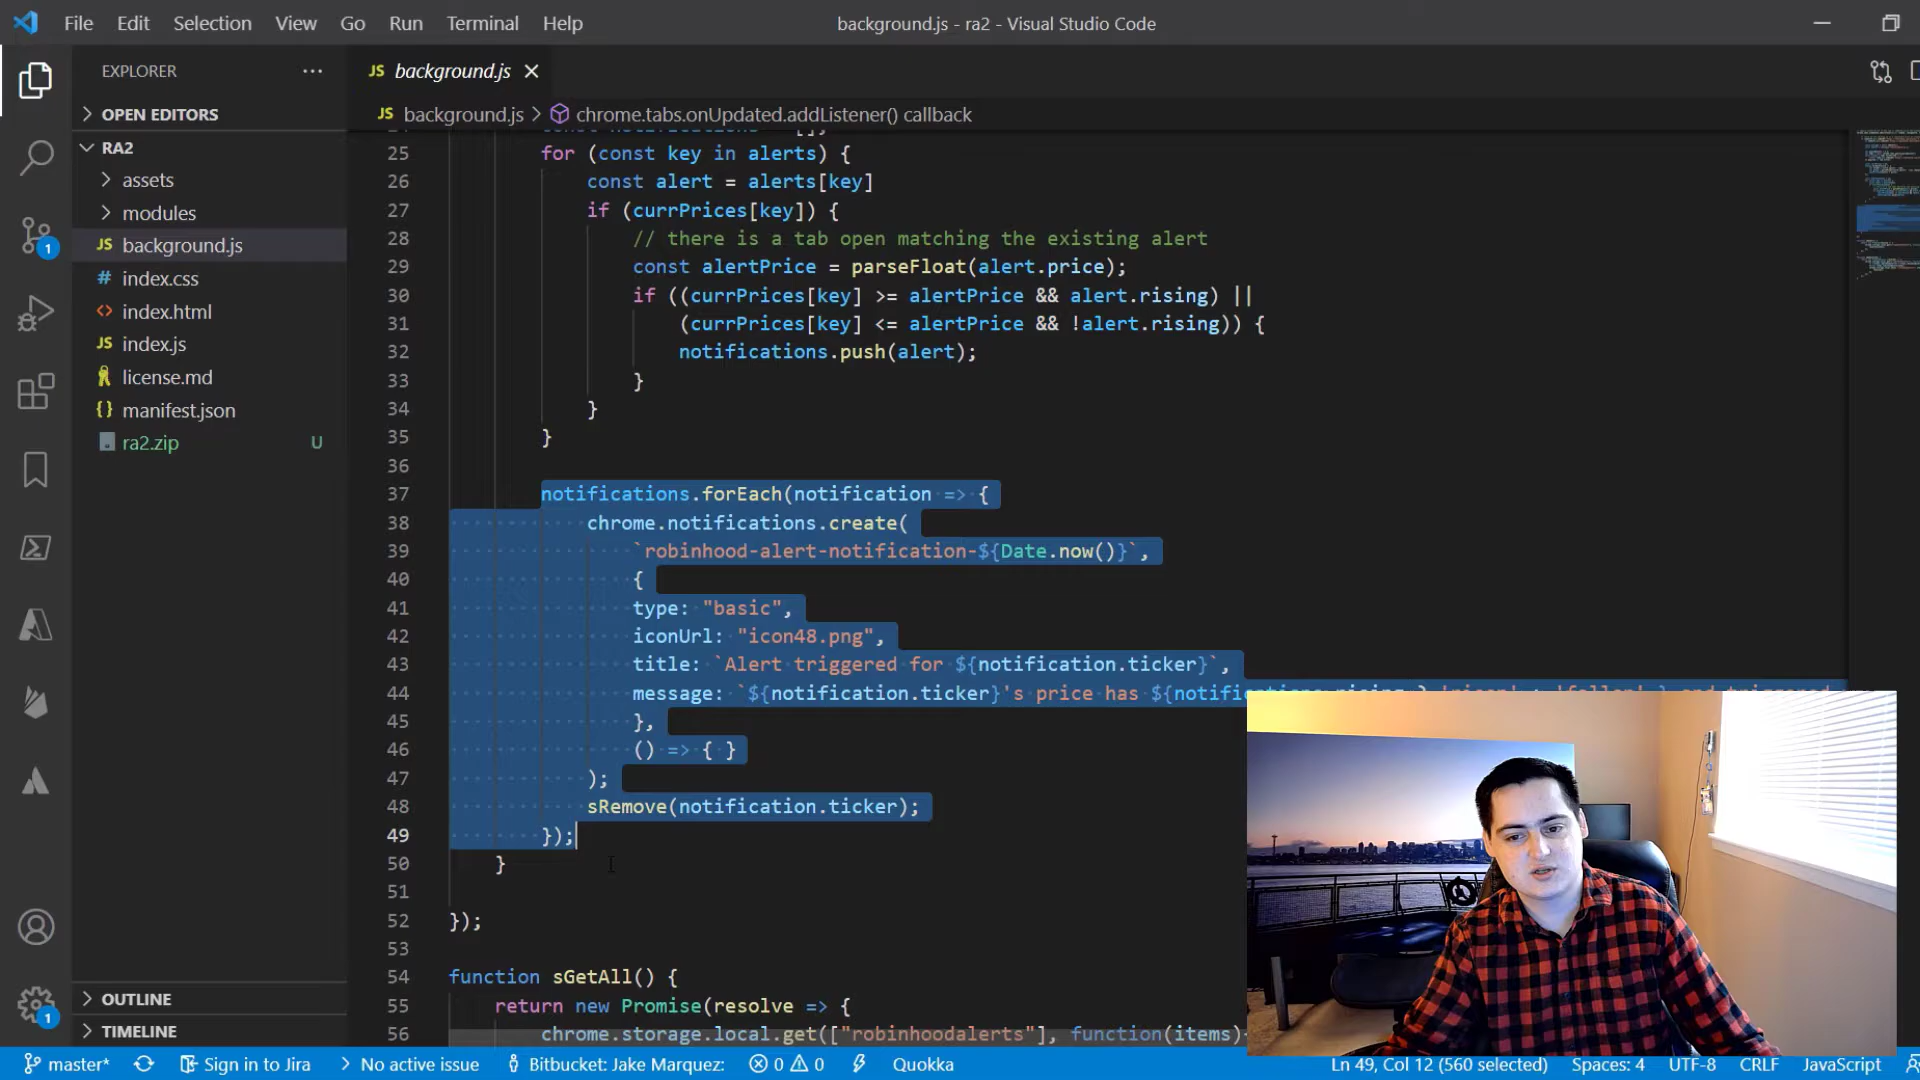 File Edit Selection View Go Run Terminal Help
background.js - ra2 - Visual Studio Code
EXPLORER
OPEN EDITORS
RA2
assets
modules
JS background.js
# index.css
<> index.html
JS index.js
license.md
{} manifest.json
ra2.zip U
OUTLINE
TIMELINE
1
1
JS background.js
JS background.js > chrome.tabs.onUpdated.addListener() callback
25 for (const key in alerts) {
26 const alert = alerts[key]
27 if (currPrices[key]) {
28 // there is a tab open matching the existing alert
29 const alertPrice = parseFloat(alert.price);
30 if ((currPrices[key] >= alertPrice && alert.rising) ||
31 (currPrices[key] <= alertPrice && !alert.rising)) {
32 notifications.push(alert);
33 }
34 }
35 }
36
37 notifications.forEach(notification => {
38 chrome.notifications.create(
39 `robinhood-alert-notification-${Date.now()}`,
40 {
41 type: "basic",
42 iconUrl: "icon48.png",
43 title: `Alert triggered for ${notification.ticker}`,
44 message: `${notification.ticker}'s price has ${notific
45 },
46 () => { }
47 );
48 sRemove(notification.ticker);
49 });
50 }
51
52 });
53
54 function sGetAll() {
55 return new Promise(resolve => {
56 chrome.storage.local.get(["robinhoodalerts"], function(items)
master* Sign in to Jira No active issue Bitbucket: Jake Marquez: 0 0 Quokka Ln 49, Col 12 (560 selected) Spaces: 4 UTF-8 CRLF JavaScript